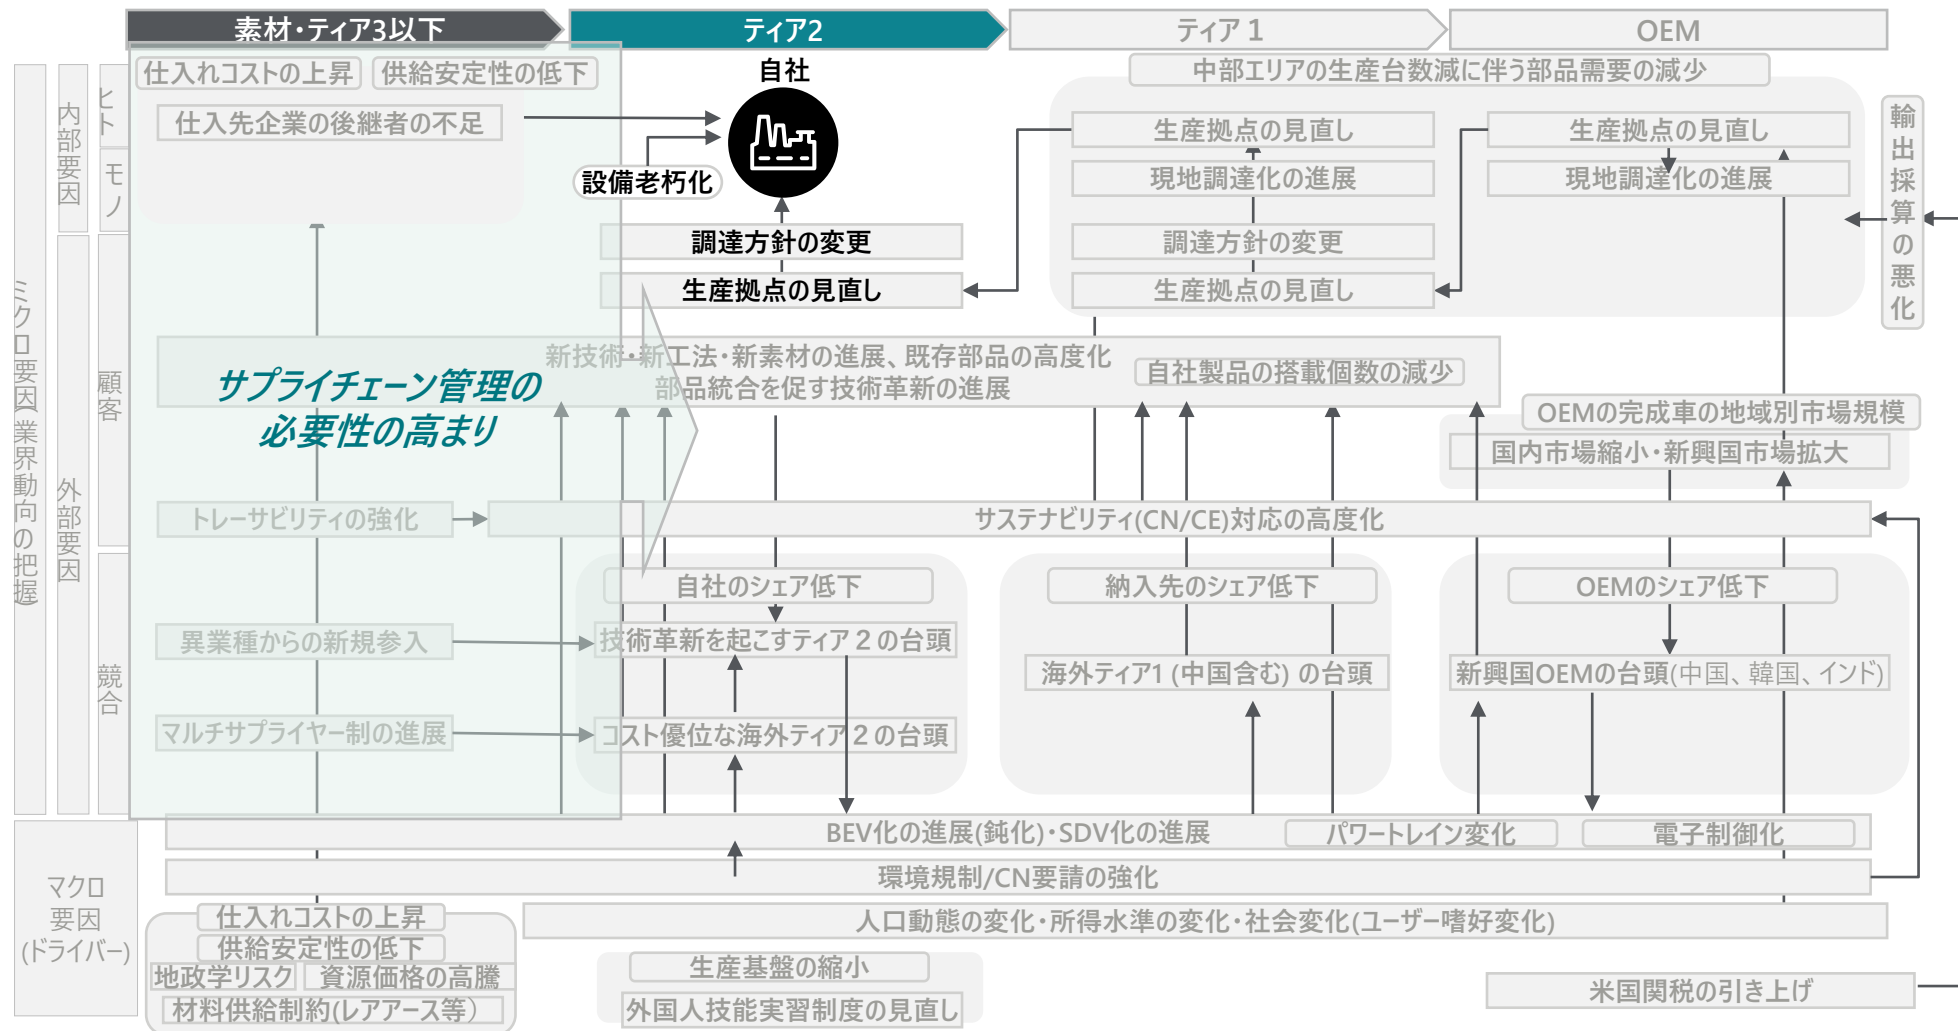 素材・ティア3以下
ティア2
ティア１
OEM
ミクロ要因(業界動向の把握)
内部要因
外部要因
ヒト
モノ
顧客
競合
マクロ
要因
(ドライバー)
仕入れコストの上昇
供給安定性の低下
仕入先企業の後継者の不足
自社
設備老朽化
調達方針の変更
生産拠点の見直し
中部エリアの生産台数減に伴う部品需要の減少
生産拠点の見直し
現地調達化の進展
調達方針の変更
生産拠点の見直し
生産拠点の見直し
現地調達化の進展
輸出採算の悪化
新技術・新工法・新素材の進展、既存部品の高度化
部品統合を促す技術革新の進展
自社製品の搭載個数の減少
サプライチェーン管理の
必要性の高まり
OEMの完成車の地域別市場規模
国内市場縮小・新興国市場拡大
トレーサビリティの強化
サステナビリティ(CN/CE)対応の高度化
自社のシェア低下
納入先のシェア低下
OEMのシェア低下
異業種からの新規参入
技術革新を起こすティア２の台頭
海外ティア1 (中国含む) の台頭
新興国OEMの台頭(中国、韓国、インド)
マルチサプライヤー制の進展
コスト優位な海外ティア２の台頭
BEV化の進展(鈍化)・SDV化の進展
パワートレイン変化
電子制御化
環境規制/CN要請の強化
仕入れコストの上昇
供給安定性の低下
地政学リスク
資源価格の高騰
材料供給制約(レアアース等）
人口動態の変化・所得水準の変化・社会変化(ユーザー嗜好変化)
生産基盤の縮小
外国人技能実習制度の見直し
米国関税の引き上げ